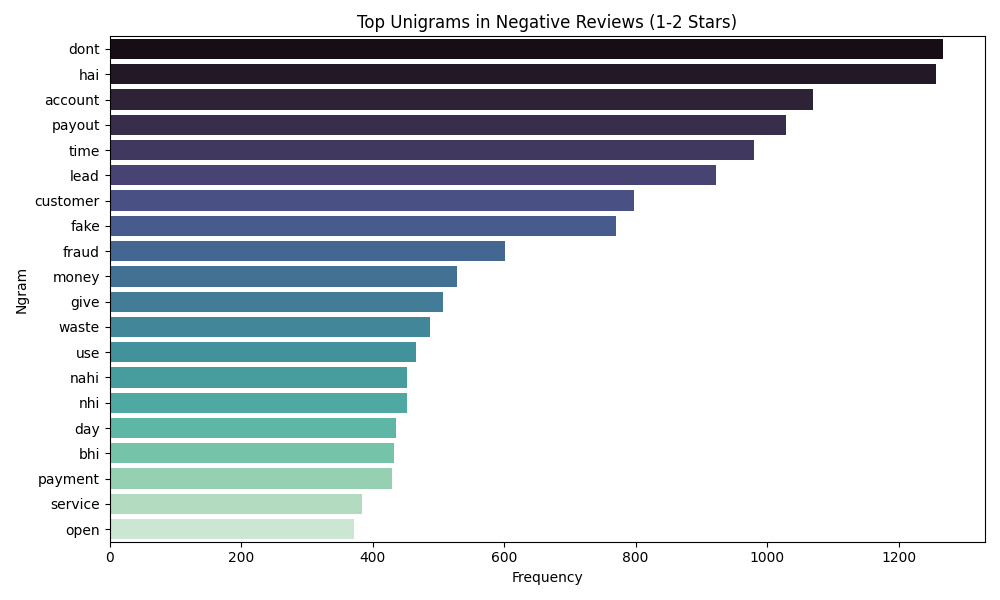 Top Unigrams in Negative Reviews (1-2 Stars)
dont
hai
account
payout
time
lead
customer
fake
fraud
money
give
waste
use
nahi
nhi
day
bhi
payment
service
open
Ngram
0 200 400 600 800 1000 1200
Frequency